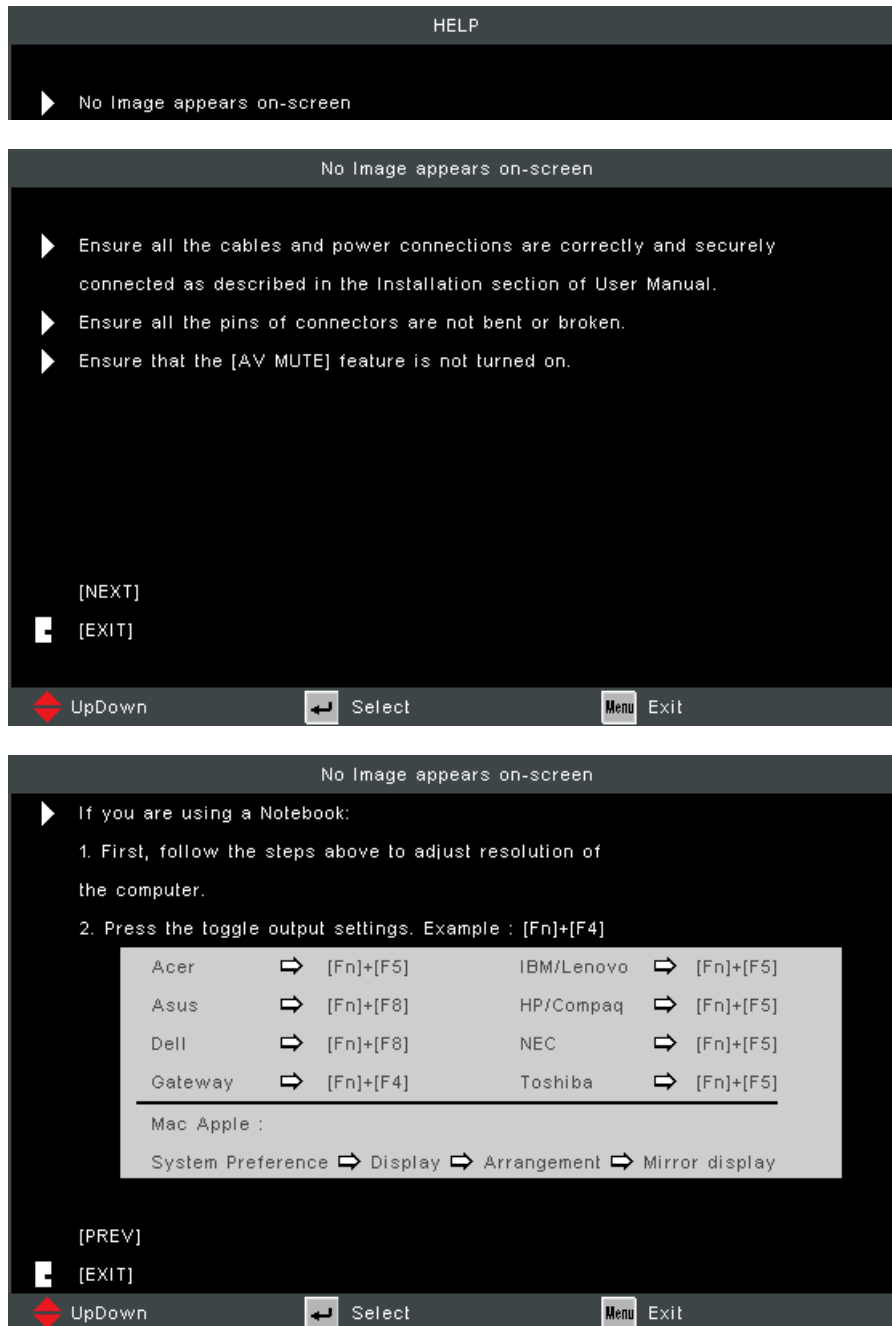 HELP
No Image appears on-screen
No Image appears on-screen
Ensure all the cables and power connections are correctly and securely
connected as described in the Installation section of User Manual.
Ensure all the pins of connectors are not bent or broken.
Ensure that the [AV MUTE] feature is not turned on.
[NEXT]
[EXIT]
UpDown Select Menu Exit
No Image appears on-screen
If you are using a Notebook:
1. First, follow the steps above to adjust resolution of
the computer.
2. Press the toggle output settings. Example : [Fn]+[F4]
Acer ⇨ [Fn]+[F5] IBM/Lenovo ⇨ [Fn]+[F5]
Asus ⇨ [Fn]+[F8] HP/Compaq ⇨ [Fn]+[F5]
Dell ⇨ [Fn]+[F8] NEC ⇨ [Fn]+[F5]
Gateway ⇨ [Fn]+[F4] Toshiba ⇨ [Fn]+[F5]
Mac Apple :
System Preference ⇨ Display ⇨ Arrangement ⇨ Mirror display
[PREV]
[EXIT]
UpDown Select Menu Exit